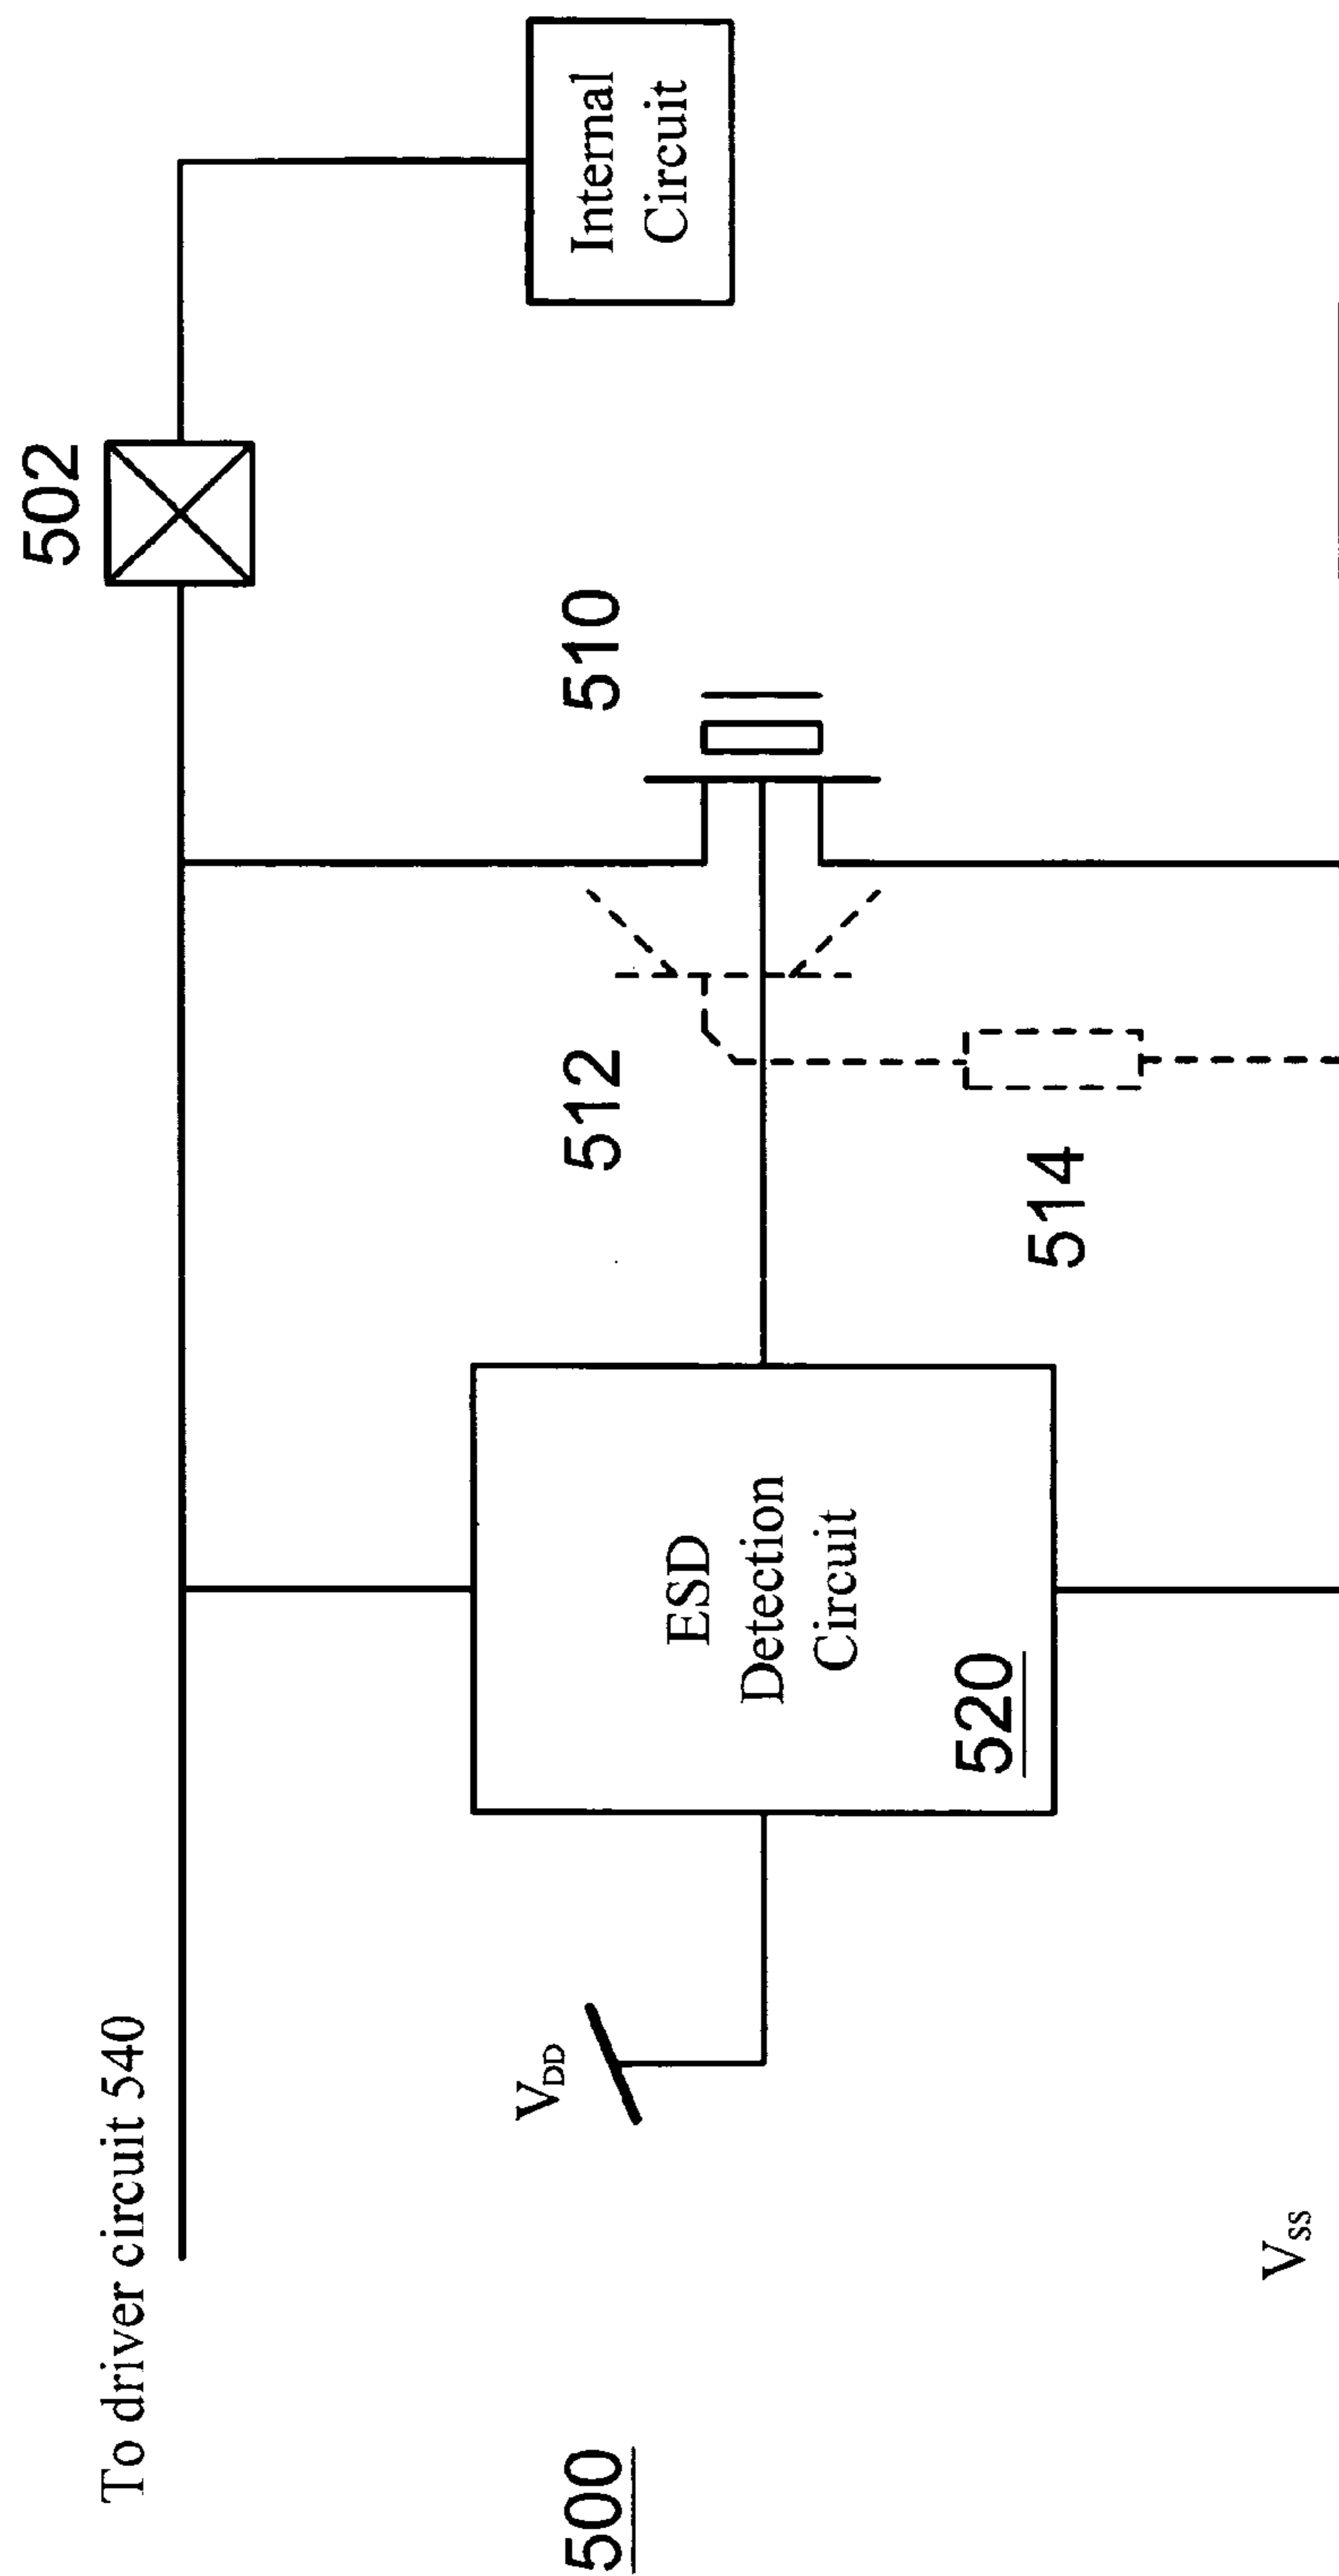 To driver circuit 540
502
Internal
Circuit
510
512
514
ESD
Detection
Circuit
520
VDD
VSS
500